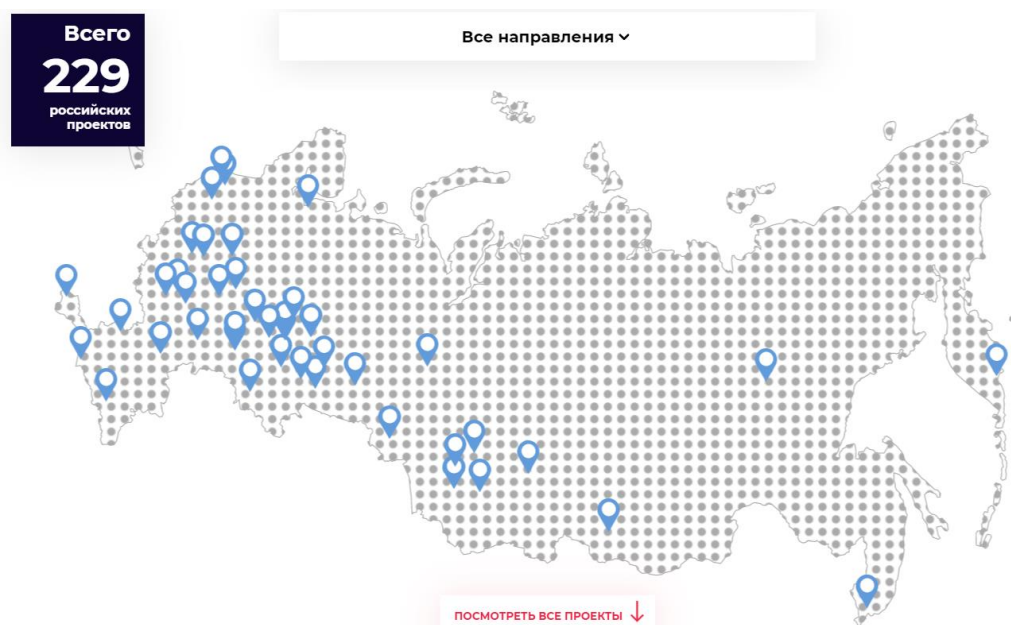 Всего
229
российских
проектов
Все направления
ПОСМОТРЕТЬ ВСЕ ПРОЕКТЫ